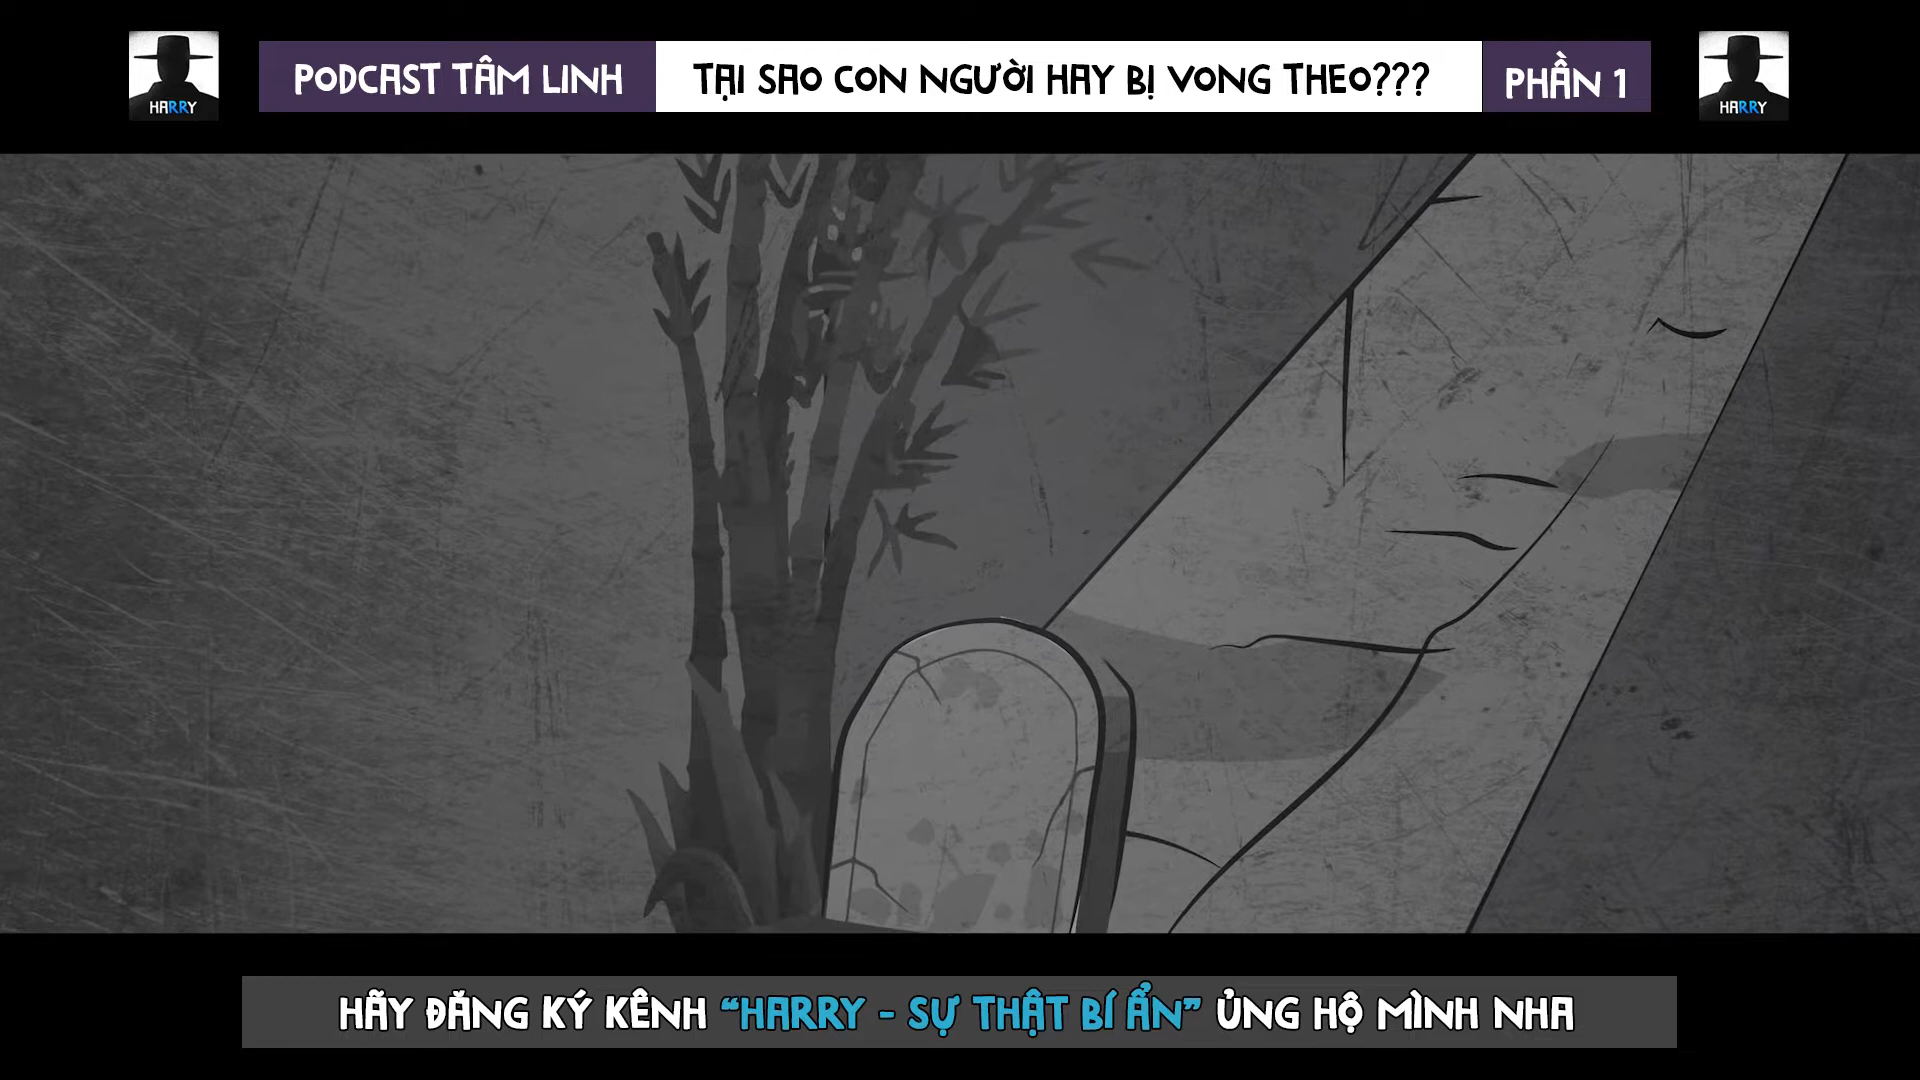 HARRY
PODCAST TÂM LINH
TẠI SAO CON NGƯỜI HAY BỊ VONG THEO???
PHẦN 1
HARRY
HÃY ĐĂNG KÝ KÊNH “HARRY - SỰ THẬT BÍ ẨN” ỦNG HỘ MÌNH NHA